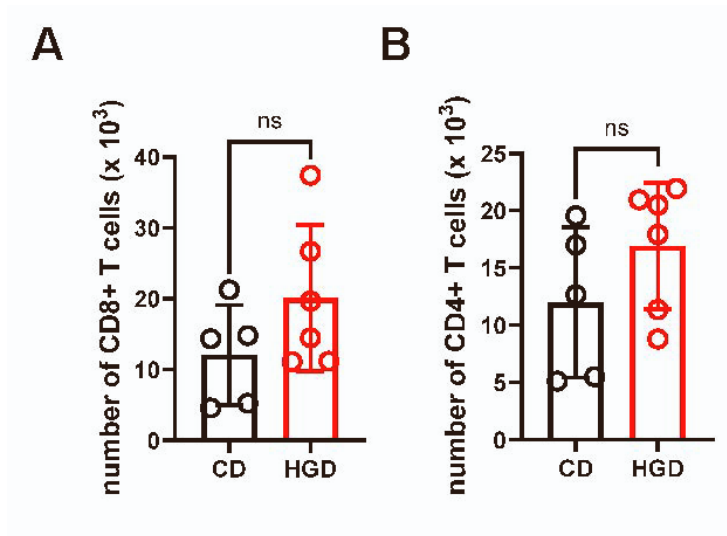 A
number of CD8+ T cells (x 10³)
ns
40
30
20
10
0
CD HGD
B
number of CD4+ T cells (x 10³)
ns
25
20
15
10
5
0
CD HGD